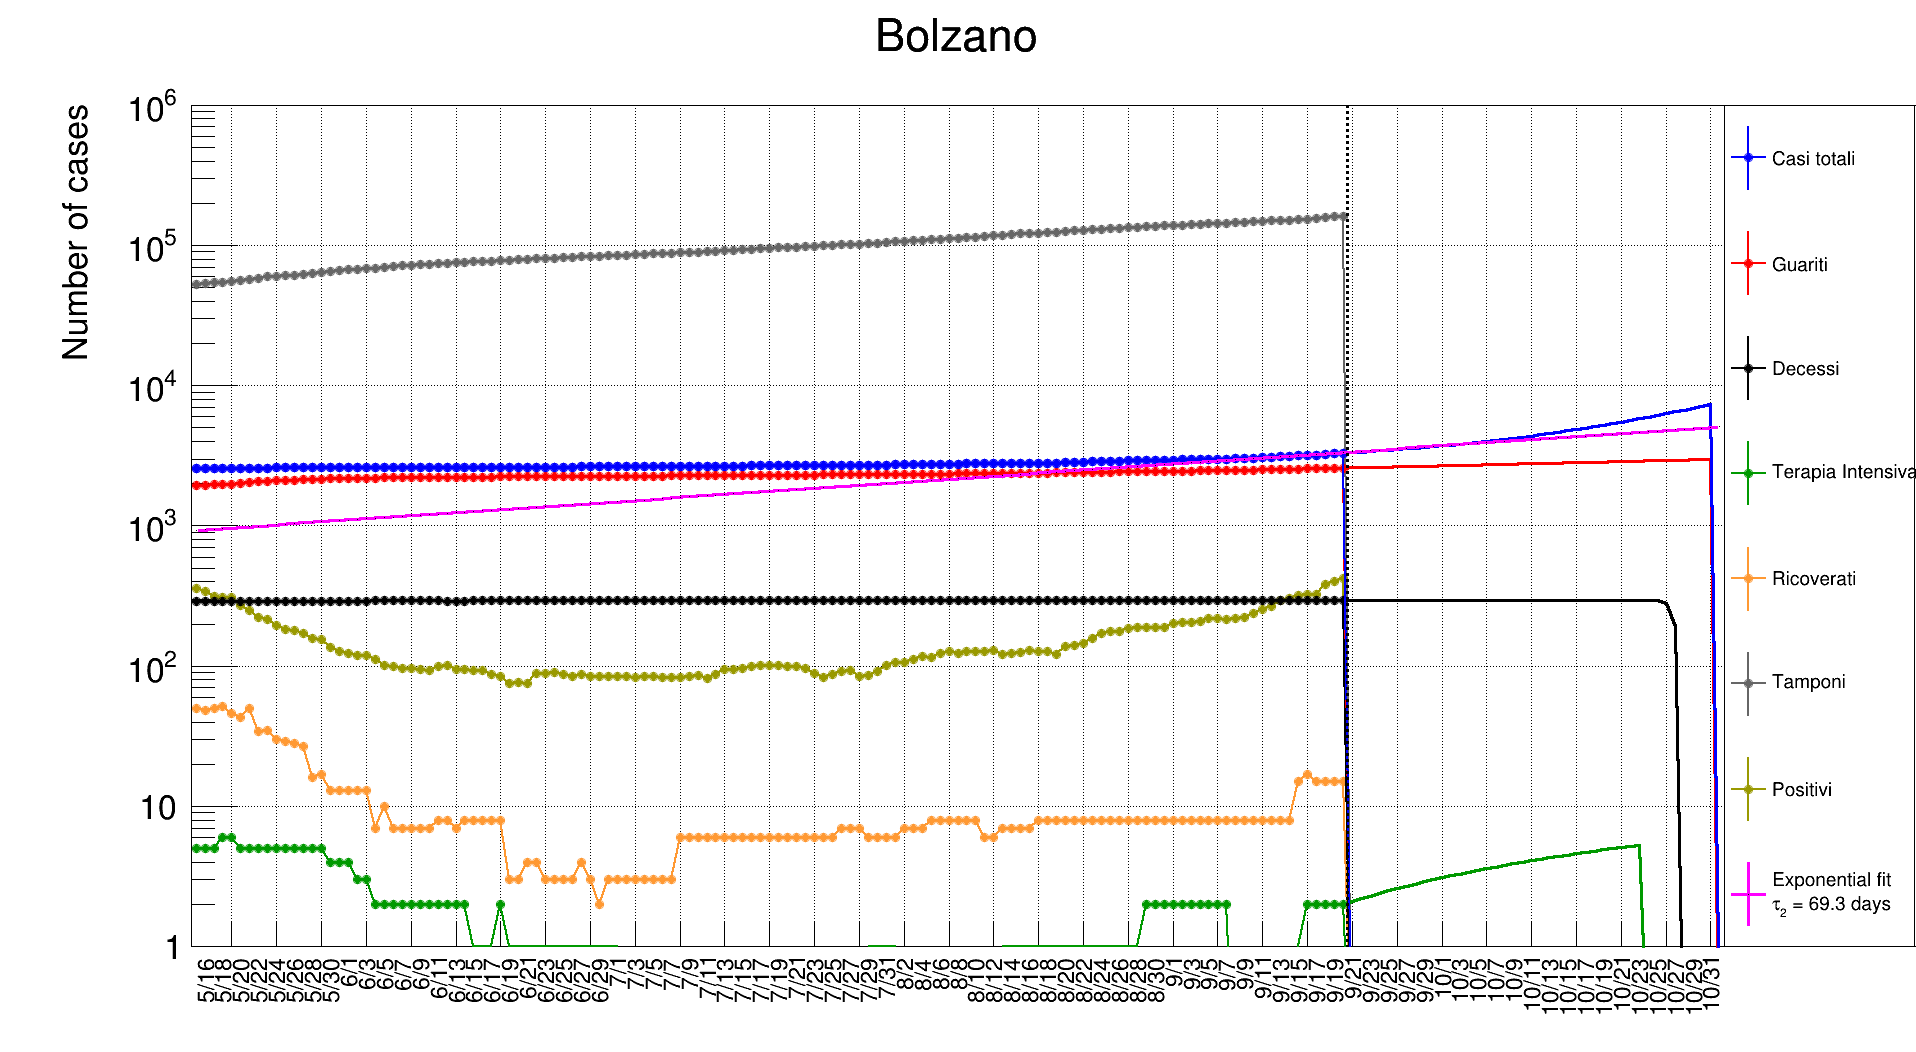 Bolzano
Number of cases
10^6
10^5
10^4
10^3
10^2
10
1
5/16 5/18 5/20 5/22 5/24 5/26 5/28 5/30 6/1 6/3 6/5 6/7 6/9 6/11 6/13 6/15 6/17 6/19 6/21 6/23 6/25 6/27 6/29 7/1 7/3 7/5 7/7 7/9 7/11 7/13 7/15 7/17 7/19 7/21 7/23 7/25 7/27 7/29 7/31 8/2 8/4 8/6 8/8 8/10 8/12 8/14 8/16 8/18 8/20 8/22 8/24 8/26 8/28 8/30 9/1 9/3 9/5 9/7 9/9 9/11 9/13 9/15 9/17 9/19 9/21 9/23 9/25 9/27 9/29 10/1 10/3 10/5 10/7 10/9 10/11 10/13 10/15 10/17 10/19 10/21 10/23 10/25 10/27 10/29 10/31
Casi totali
Guariti
Decessi
Terapia Intensiva
Ricoverati
Tamponi
Positivi
Exponential fit
τ₂ = 69.3 days